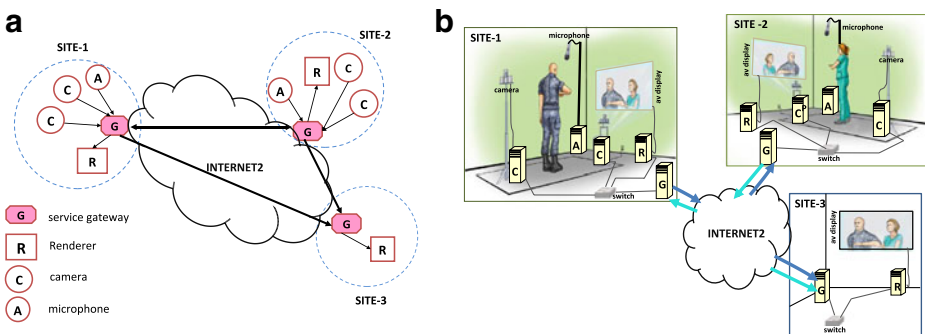 a
SITE-1
SITE-2
A
C
C
G
R
A
R
C
C
G
INTERNET2
G
R
SITE-3
G service gateway
R Renderer
C camera
A microphone
b
SITE-1
microphone
camera
av display
C
A
C
R
G
switch
SITE -2
microphone
av display
camera
R
C
P
A
C
G
switch
INTERNET2
SITE-3
av display
G
R
switch